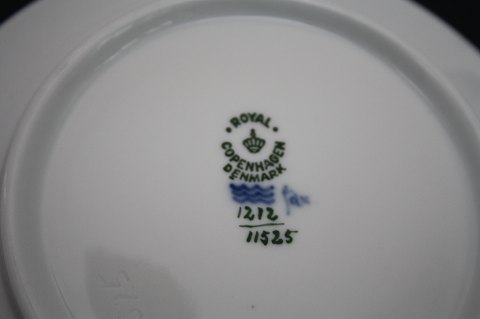 ROYAL
COPENHAGEN
DENMARK
1212
11525